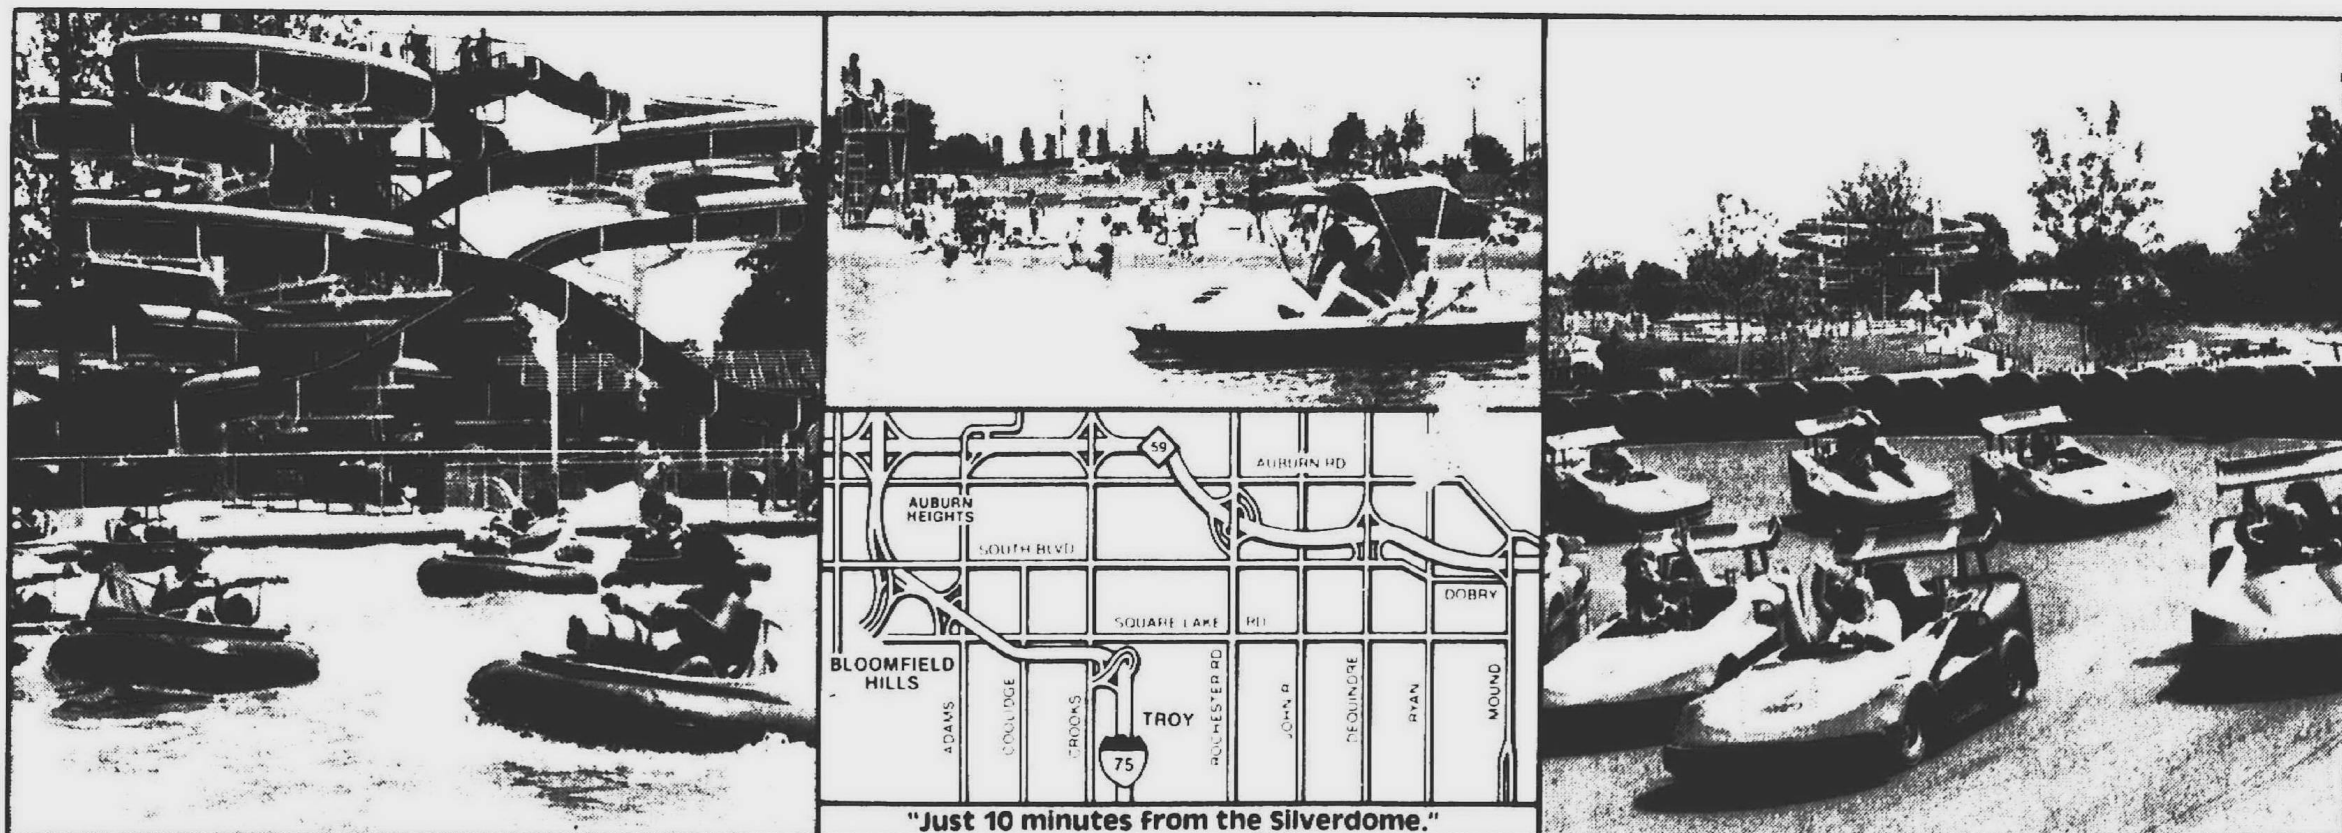 59
AUBURN RD
AUBURN
HEIGHTS
SOUTH BLVD
DOBRY
SQUARE LAKE RD
BLOOMFIELD
HILLS
ADAMS
COOLIDGE
CROOKS
TROY
75
ROCHESTER RD
JOHN R
DEQUINDRE
RYAN
MOUND
"Just 10 minutes from the Silverdome."